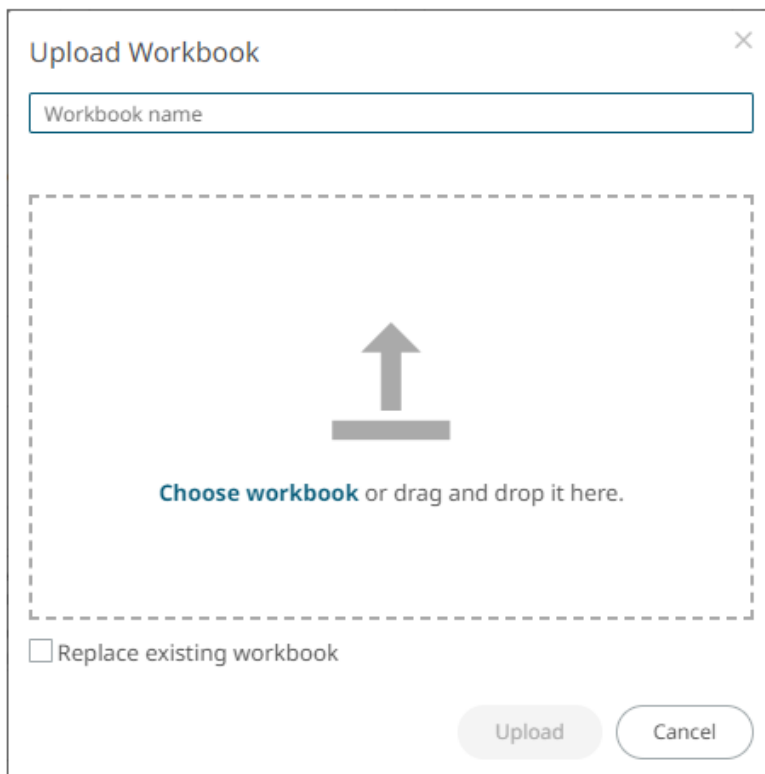 Upload Workbook
Workbook name
Choose workbook or drag and drop it here.
Replace existing workbook
Upload Cancel